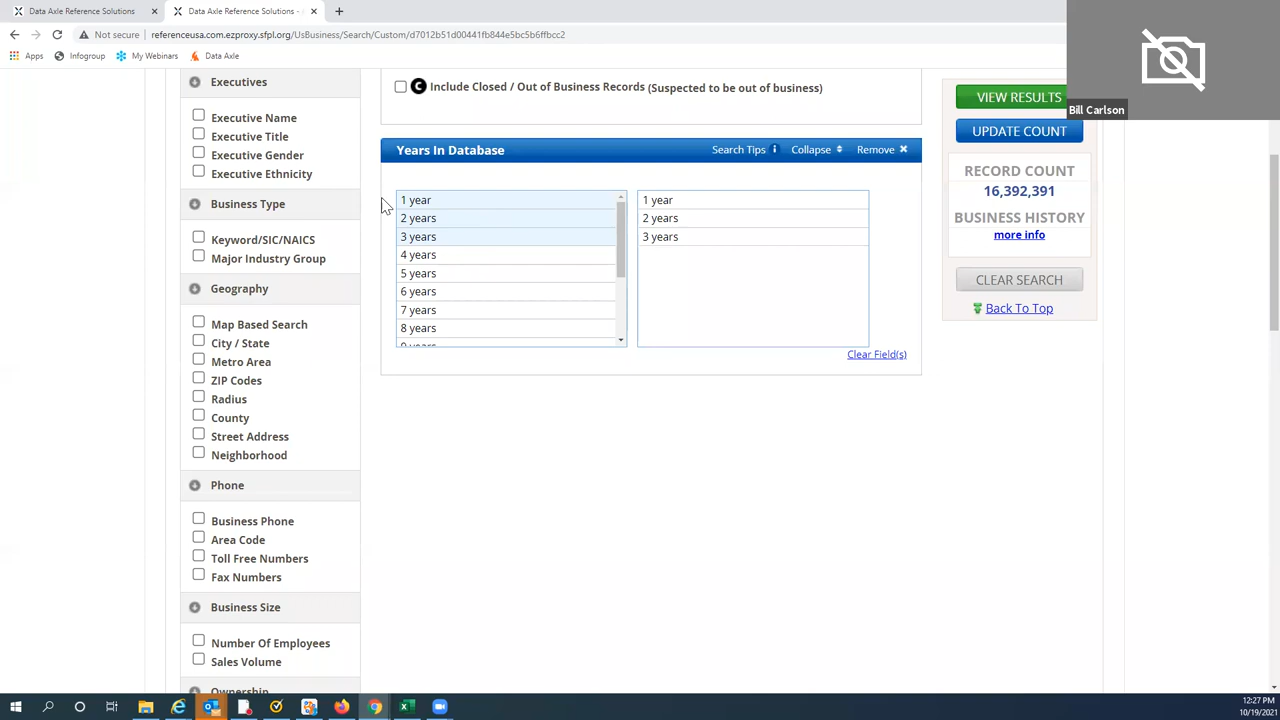 Data Axle Reference Solutions
Data Axle Reference Solutions -
Not secure
referenceusa.com.ezproxy.sfpl.org/UsBusiness/Search/Custom/d7012b51d00441fb844e5bc5b6ffbcc2
Apps
Infogroup
My Webinars
Data Axle
Bill Carlson
Executives
Executive Name
Executive Title
Executive Gender
Executive Ethnicity
Business Type
Keyword/SIC/NAICS
Major Industry Group
Geography
Map Based Search
City / State
Metro Area
ZIP Codes
Radius
County
Street Address
Neighborhood
Phone
Business Phone
Area Code
Toll Free Numbers
Fax Numbers
Business Size
Number Of Employees
Sales Volume
Ownership
C Include Closed / Out of Business Records (Suspected to be out of business)
Years In Database
Search Tips i
Collapse
Remove
1 year
2 years
3 years
4 years
5 years
6 years
7 years
8 years
9 years
1 year
2 years
3 years
Clear Field(s)
VIEW RESULTS
UPDATE COUNT
RECORD COUNT
16,392,391
BUSINESS HISTORY
more info
CLEAR SEARCH
Back To Top
12:27 PM
10/19/2021